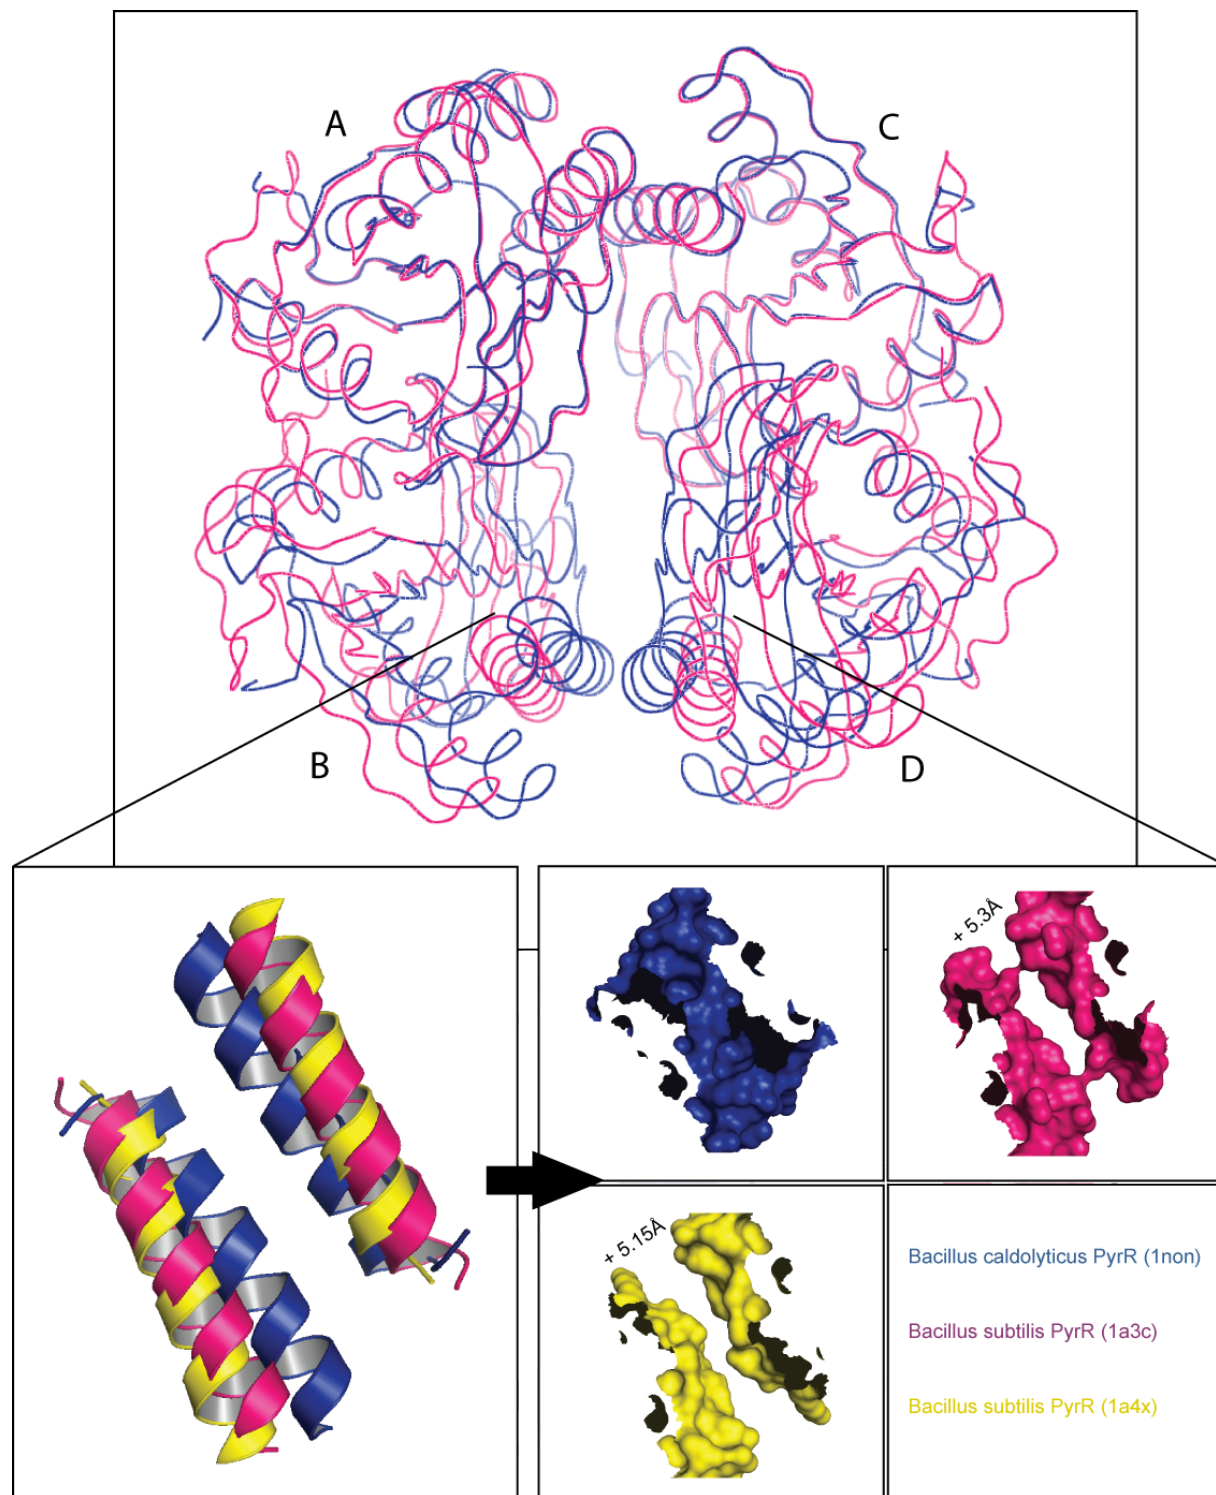 A
C
B
D
+ 5.3Å
+ 5.15Å
Bacillus caldolyticus PyrR (1non)
Bacillus subtilis PyrR (1a3c)
Bacillus subtilis PyrR (1a4x)